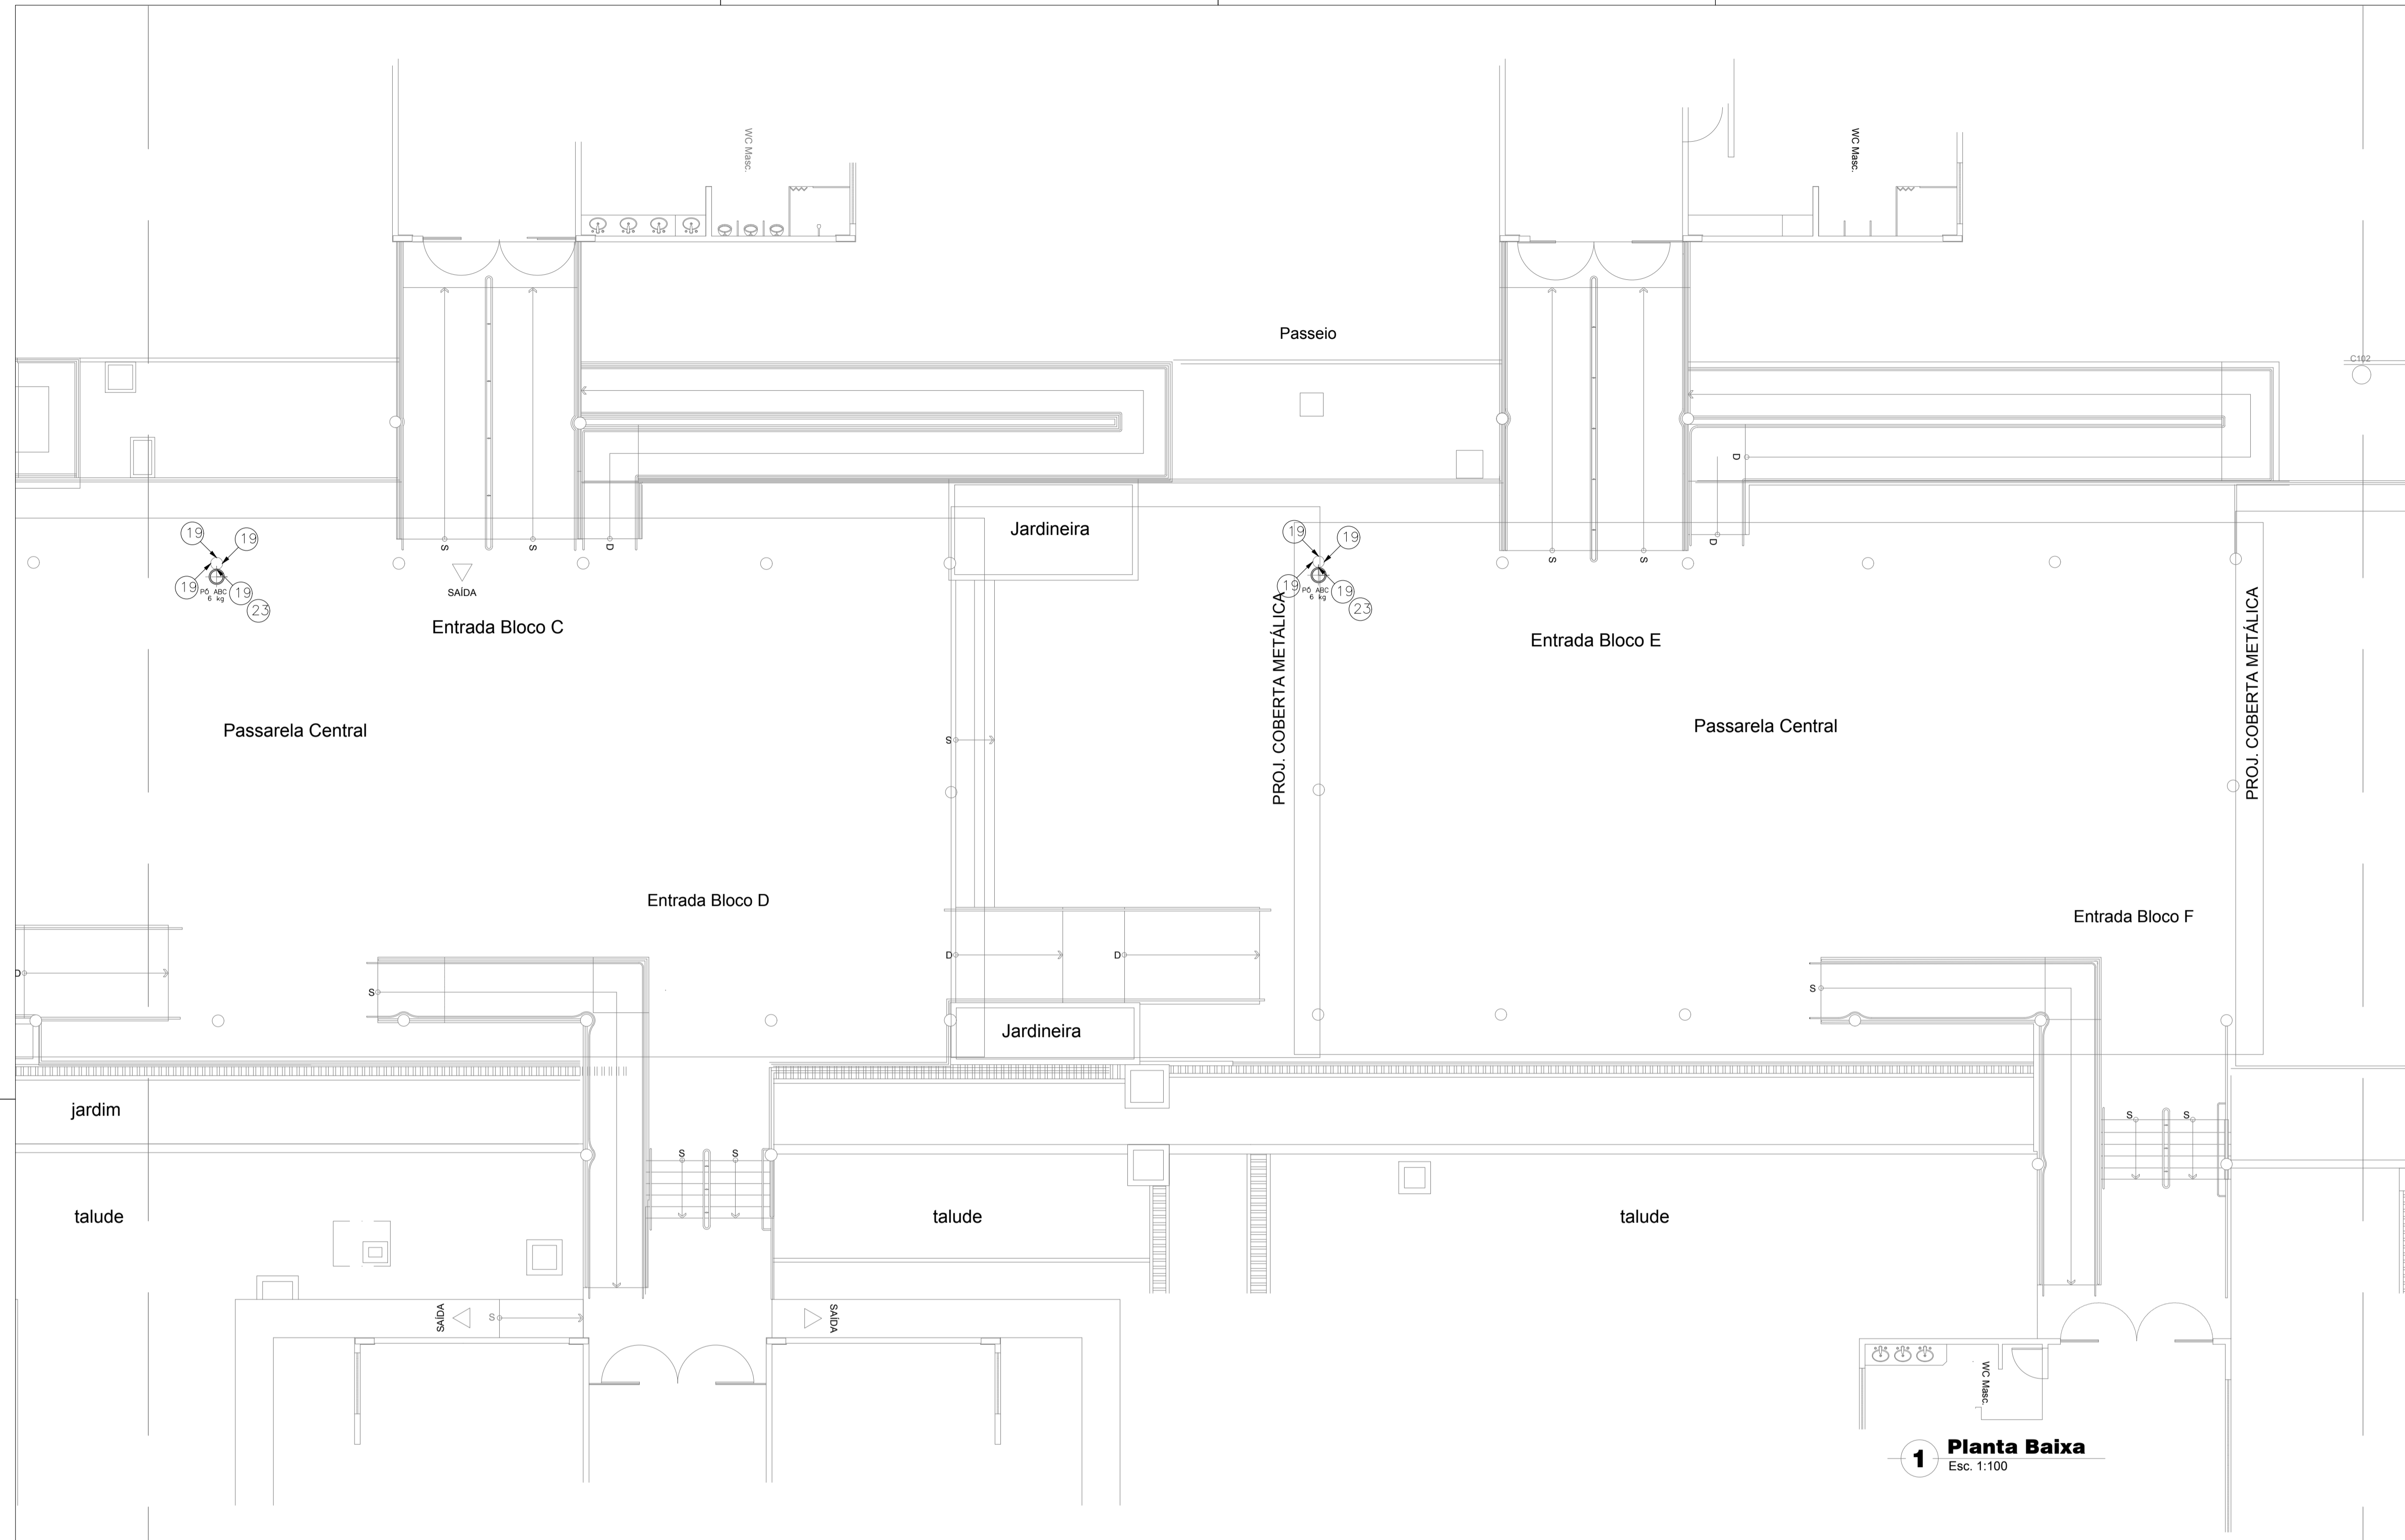 WC Masc.
WC Masc.
Passeio
C102
D
D
Jardineira
19
19
19
19
23
PÓ ABC
6 kg
S
S
D
SAÍDA
19
19
19
19
23
PÓ ABC
6 kg
S
S
Entrada Bloco C
Entrada Bloco E
PROJ. COBERTA METÁLICA
PROJ. COBERTA METÁLICA
Passarela Central
Passarela Central
S
Entrada Bloco D
Entrada Bloco F
D
D
D
S
S
Jardineira
jardim
S
S
S
S
talude
talude
talude
SAÍDA
S
SAÍDA
WC Masc.
1
Planta Baixa
Esc. 1:100